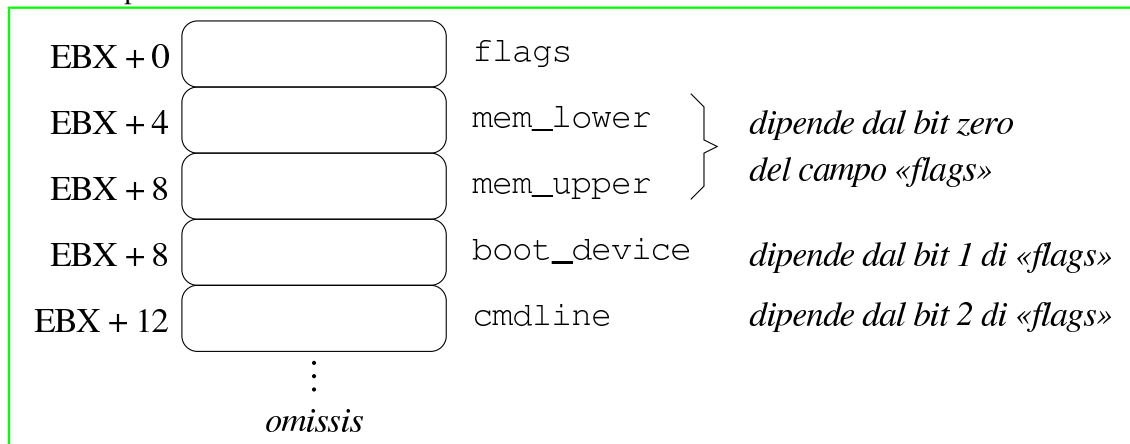 EBX + 0 flags
EBX + 4 mem_lower dipende dal bit zero
del campo «flags»
EBX + 8 mem_upper
EBX + 8 boot_device dipende dal bit 1 di «flags»
EBX + 12 cmdline dipende dal bit 2 di «flags»
omissis